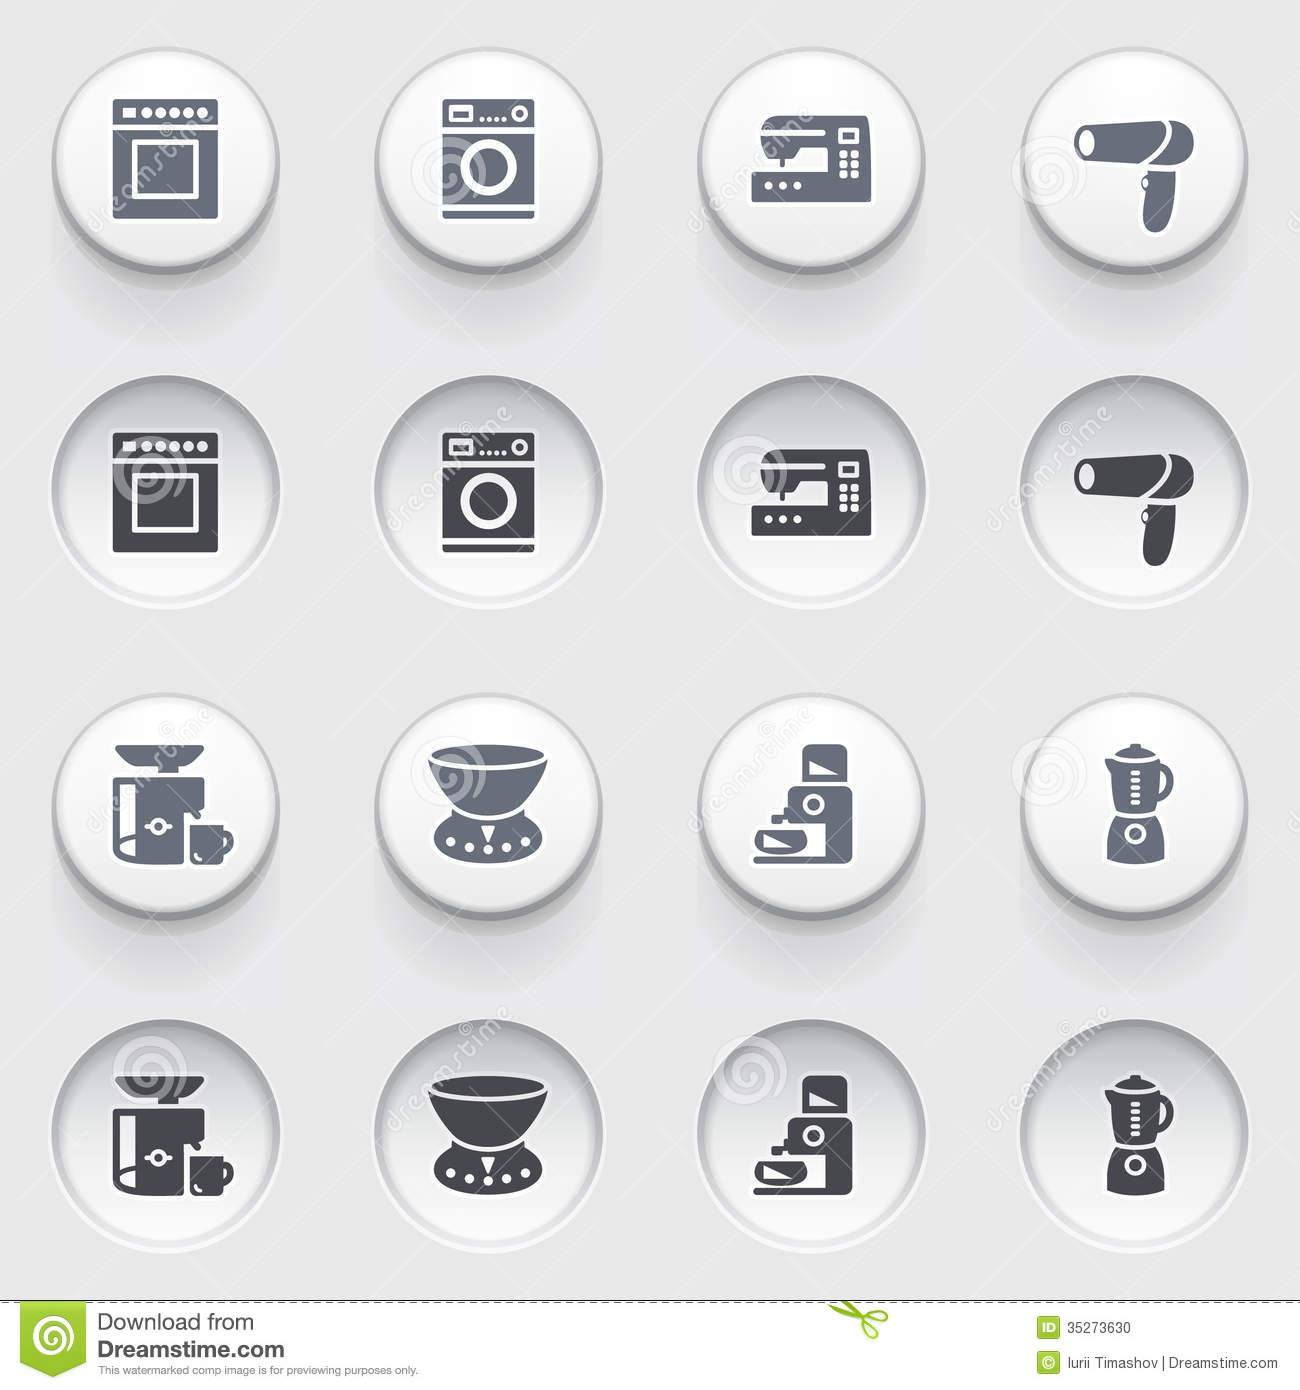 Download from
Dreamstime.com
This watermarked comp image is for previewing purposes only.
ID 35273630
© Iurii Timashov | Dreamstime.com
dreamstime